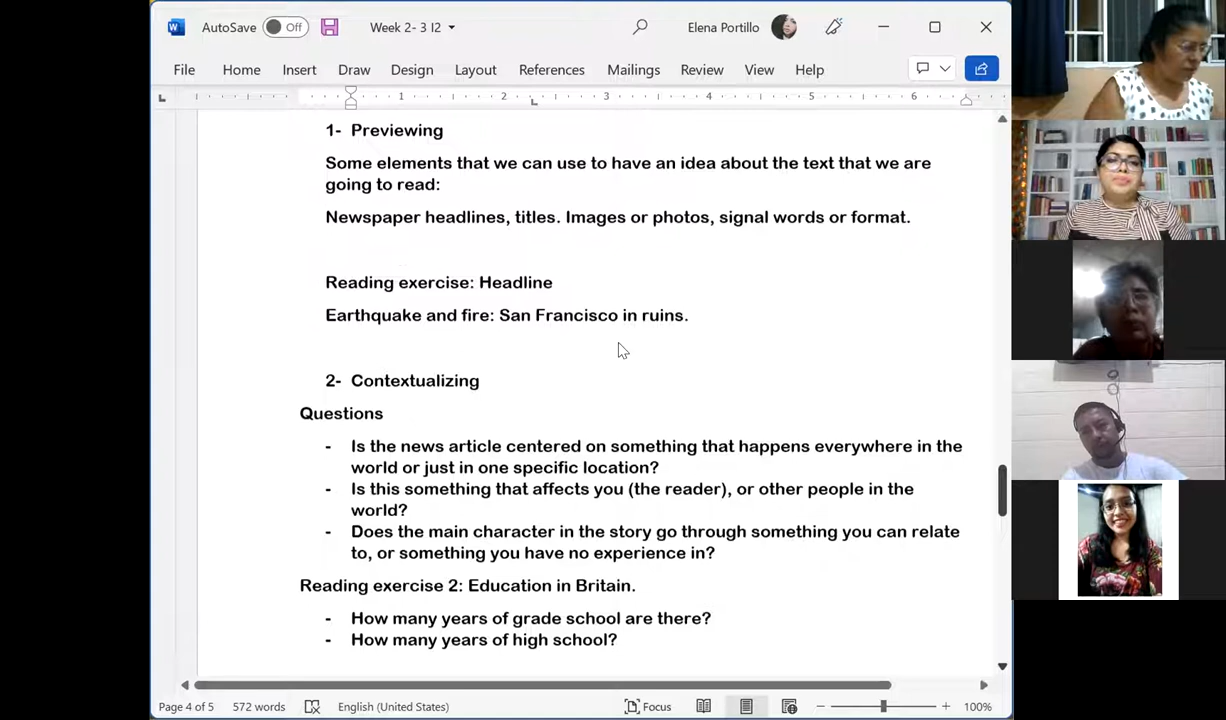 AutoSave Off Week 2- 3 I2 Elena Portillo
File Home Insert Draw Design Layout References Mailings Review View Help
1 2 3 4 5 6
1- Previewing
Some elements that we can use to have an idea about the text that we are
going to read:
Newspaper headlines, titles. Images or photos, signal words or format.
Reading exercise: Headline
Earthquake and fire: San Francisco in ruins.
2- Contextualizing
Questions
- Is the news article centered on something that happens everywhere in the
world or just in one specific location?
- Is this something that affects you (the reader), or other people in the
world?
- Does the main character in the story go through something you can relate
to, or something you have no experience in?
Reading exercise 2: Education in Britain.
- How many years of grade school are there?
- How many years of high school?
Page 4 of 5 572 words English (United States) Focus 100%